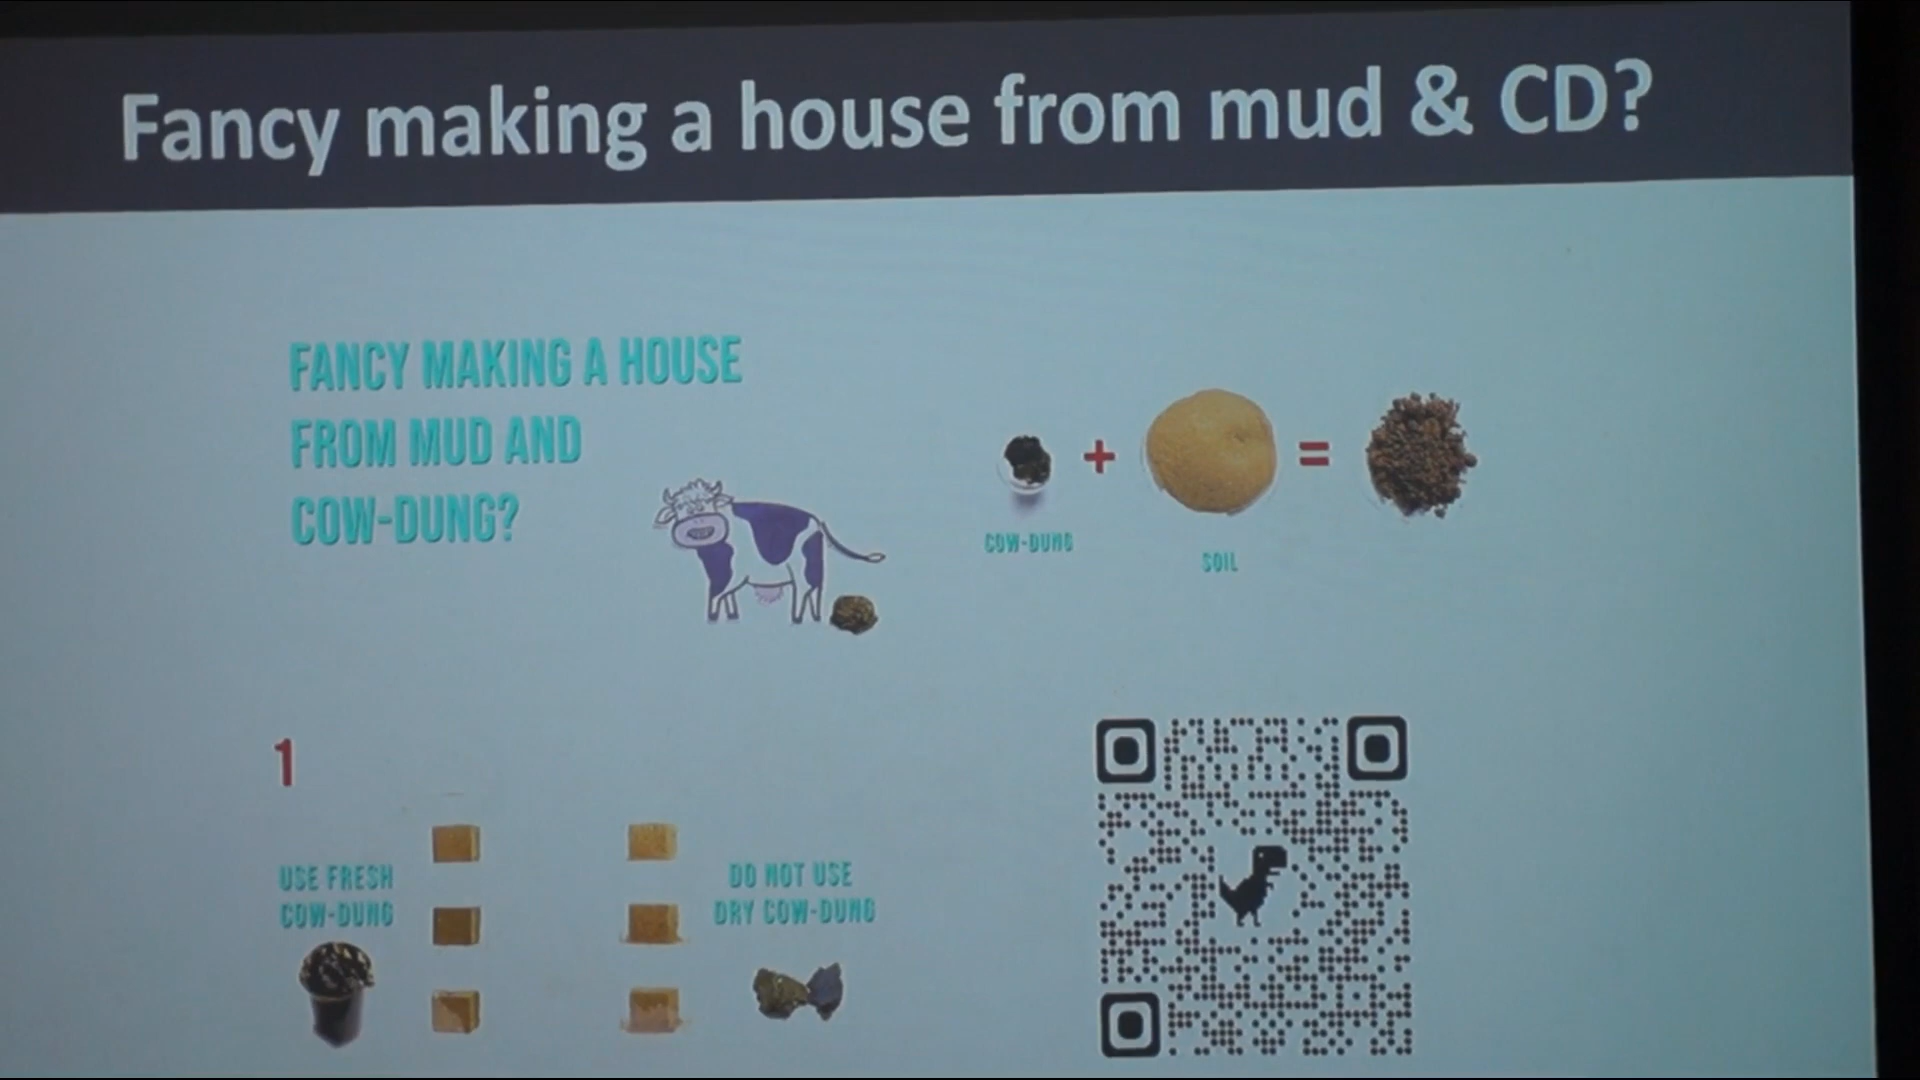 Fancy making a house from mud & CD?
FANCY MAKING A HOUSE
FROM MUD AND
COW-DUNG?
+
=
COW-DUNG
SOIL
1
USE FRESH
COW-DUNG
DO NOT USE
DRY COW-DUNG